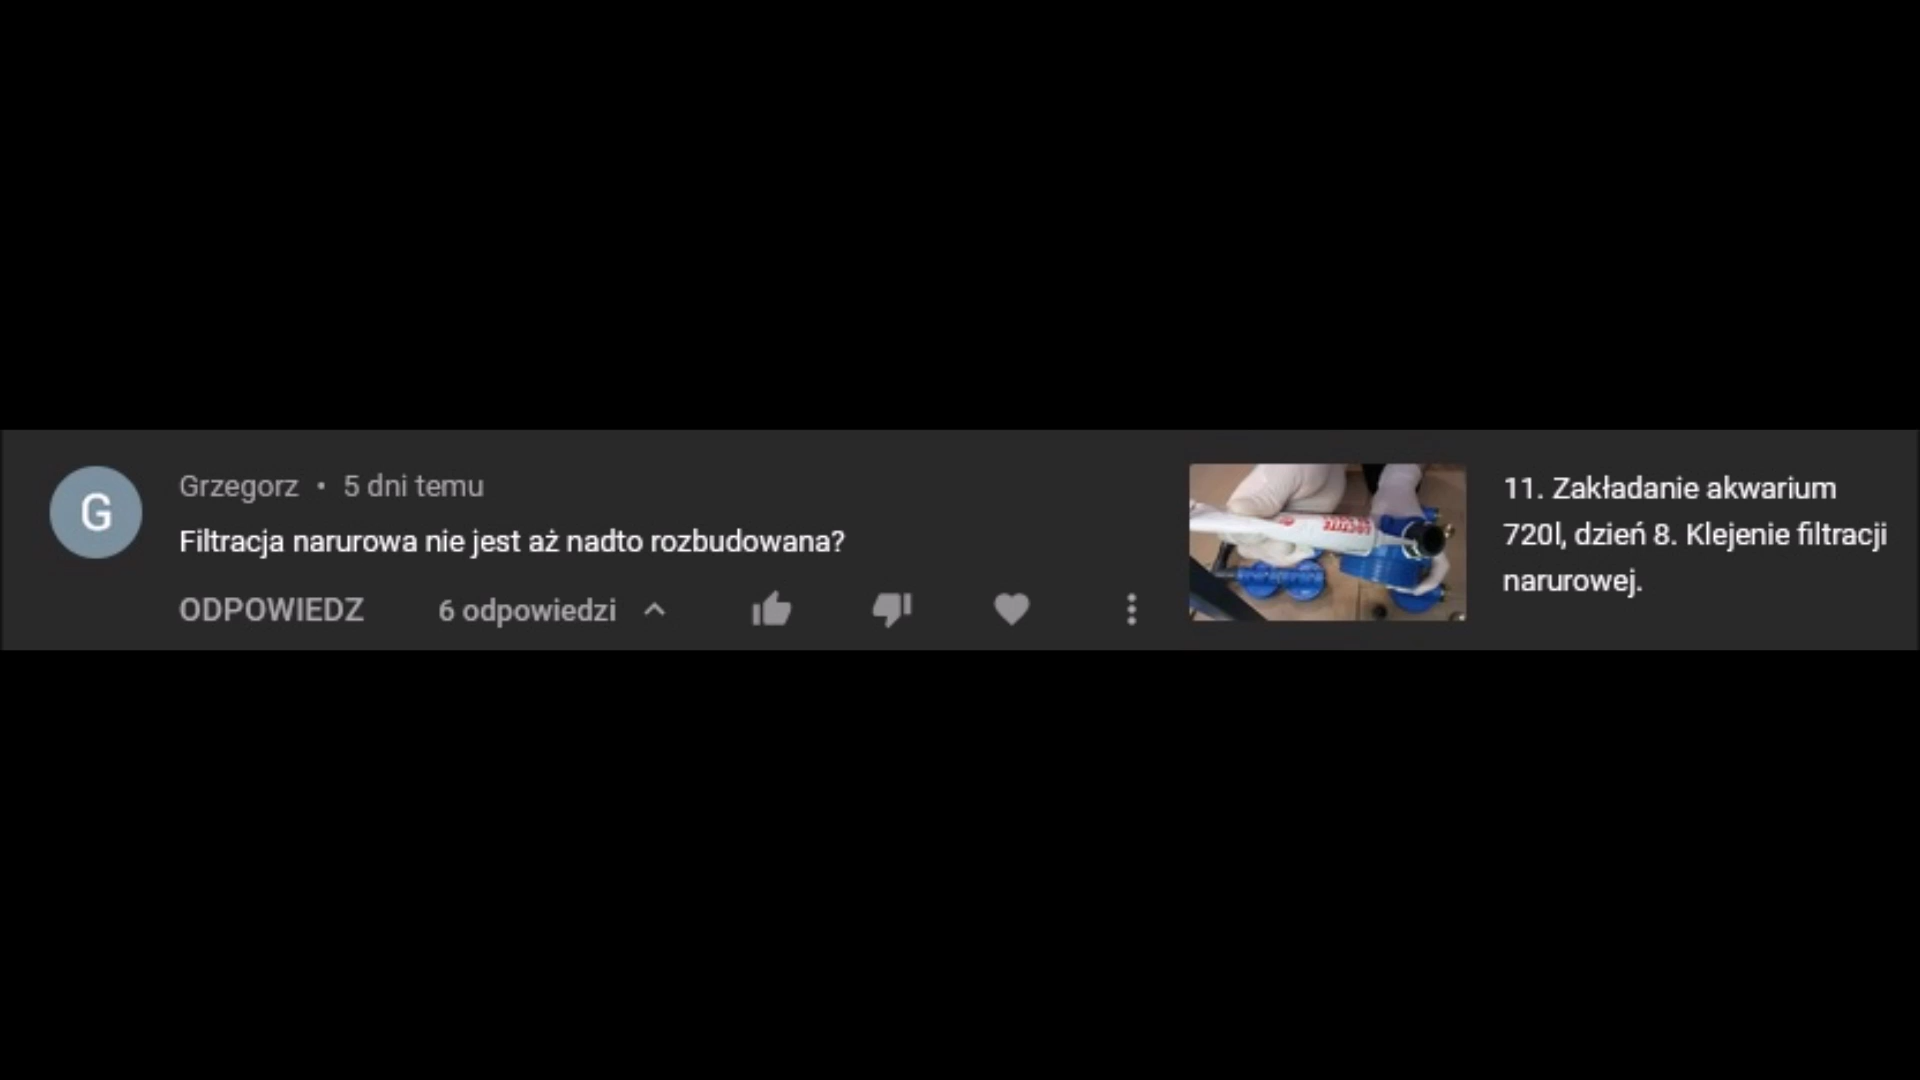 G
Grzegorz • 5 dni temu
Filtracja narurowa nie jest aż nadto rozbudowana?
ODPOWIEDZ 6 odpowiedzi
LOCTITE
11. Zakładanie akwarium
720l, dzień 8. Klejenie filtracji
narurowej.